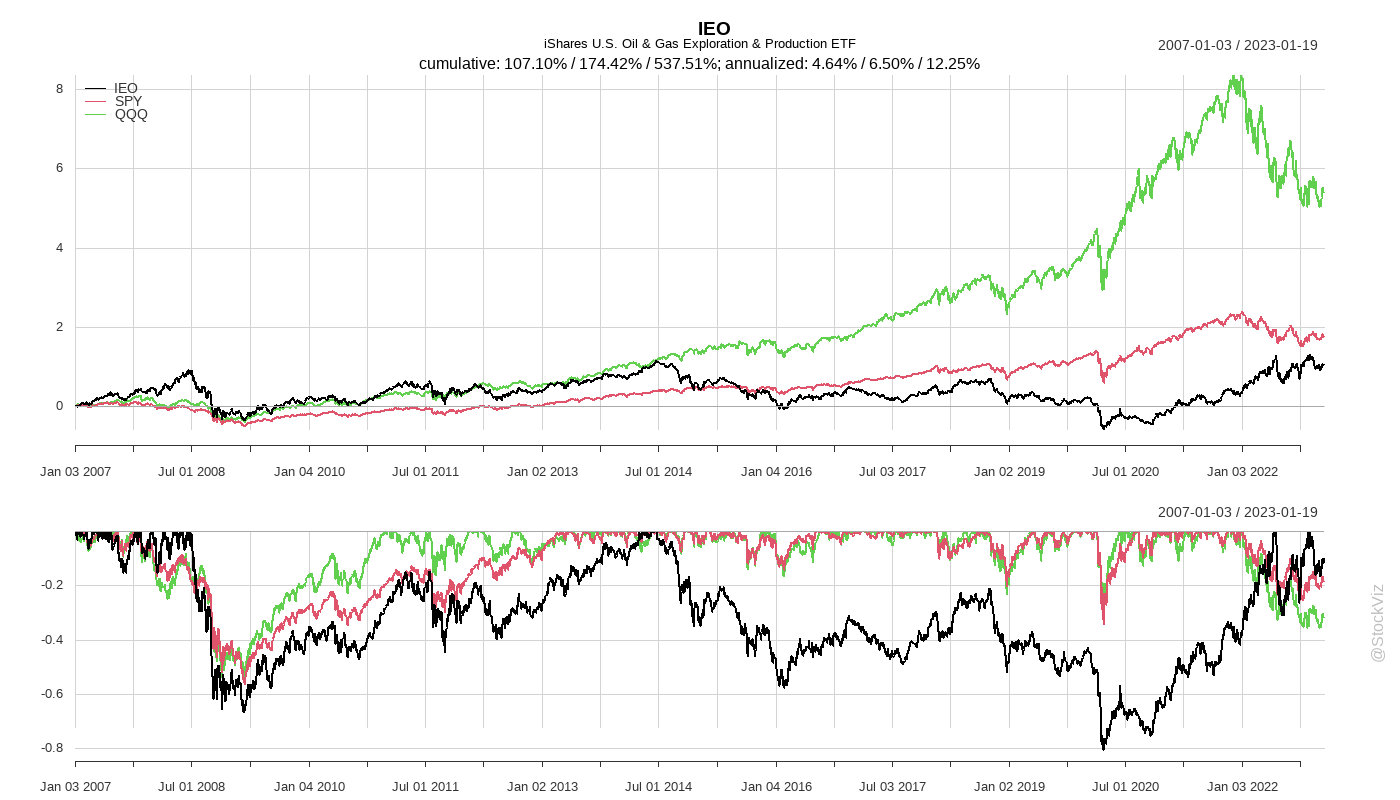 IEO
iShares U.S. Oil & Gas Exploration & Production ETF
2007-01-03 / 2023-01-19
cumulative: 107.10% / 174.42% / 537.51%; annualized: 4.64% / 6.50% / 12.25%
IEO
SPY
QQQ
8
6
4
2
0
Jan 03 2007 Jul 01 2008 Jan 04 2010 Jul 01 2011 Jan 02 2013 Jul 01 2014 Jan 04 2016 Jul 03 2017 Jan 02 2019 Jul 01 2020 Jan 03 2022
2007-01-03 / 2023-01-19
-0.2
-0.4
-0.6
-0.8
Jan 03 2007 Jul 01 2008 Jan 04 2010 Jul 01 2011 Jan 02 2013 Jul 01 2014 Jan 04 2016 Jul 03 2017 Jan 02 2019 Jul 01 2020 Jan 03 2022
@StockViz